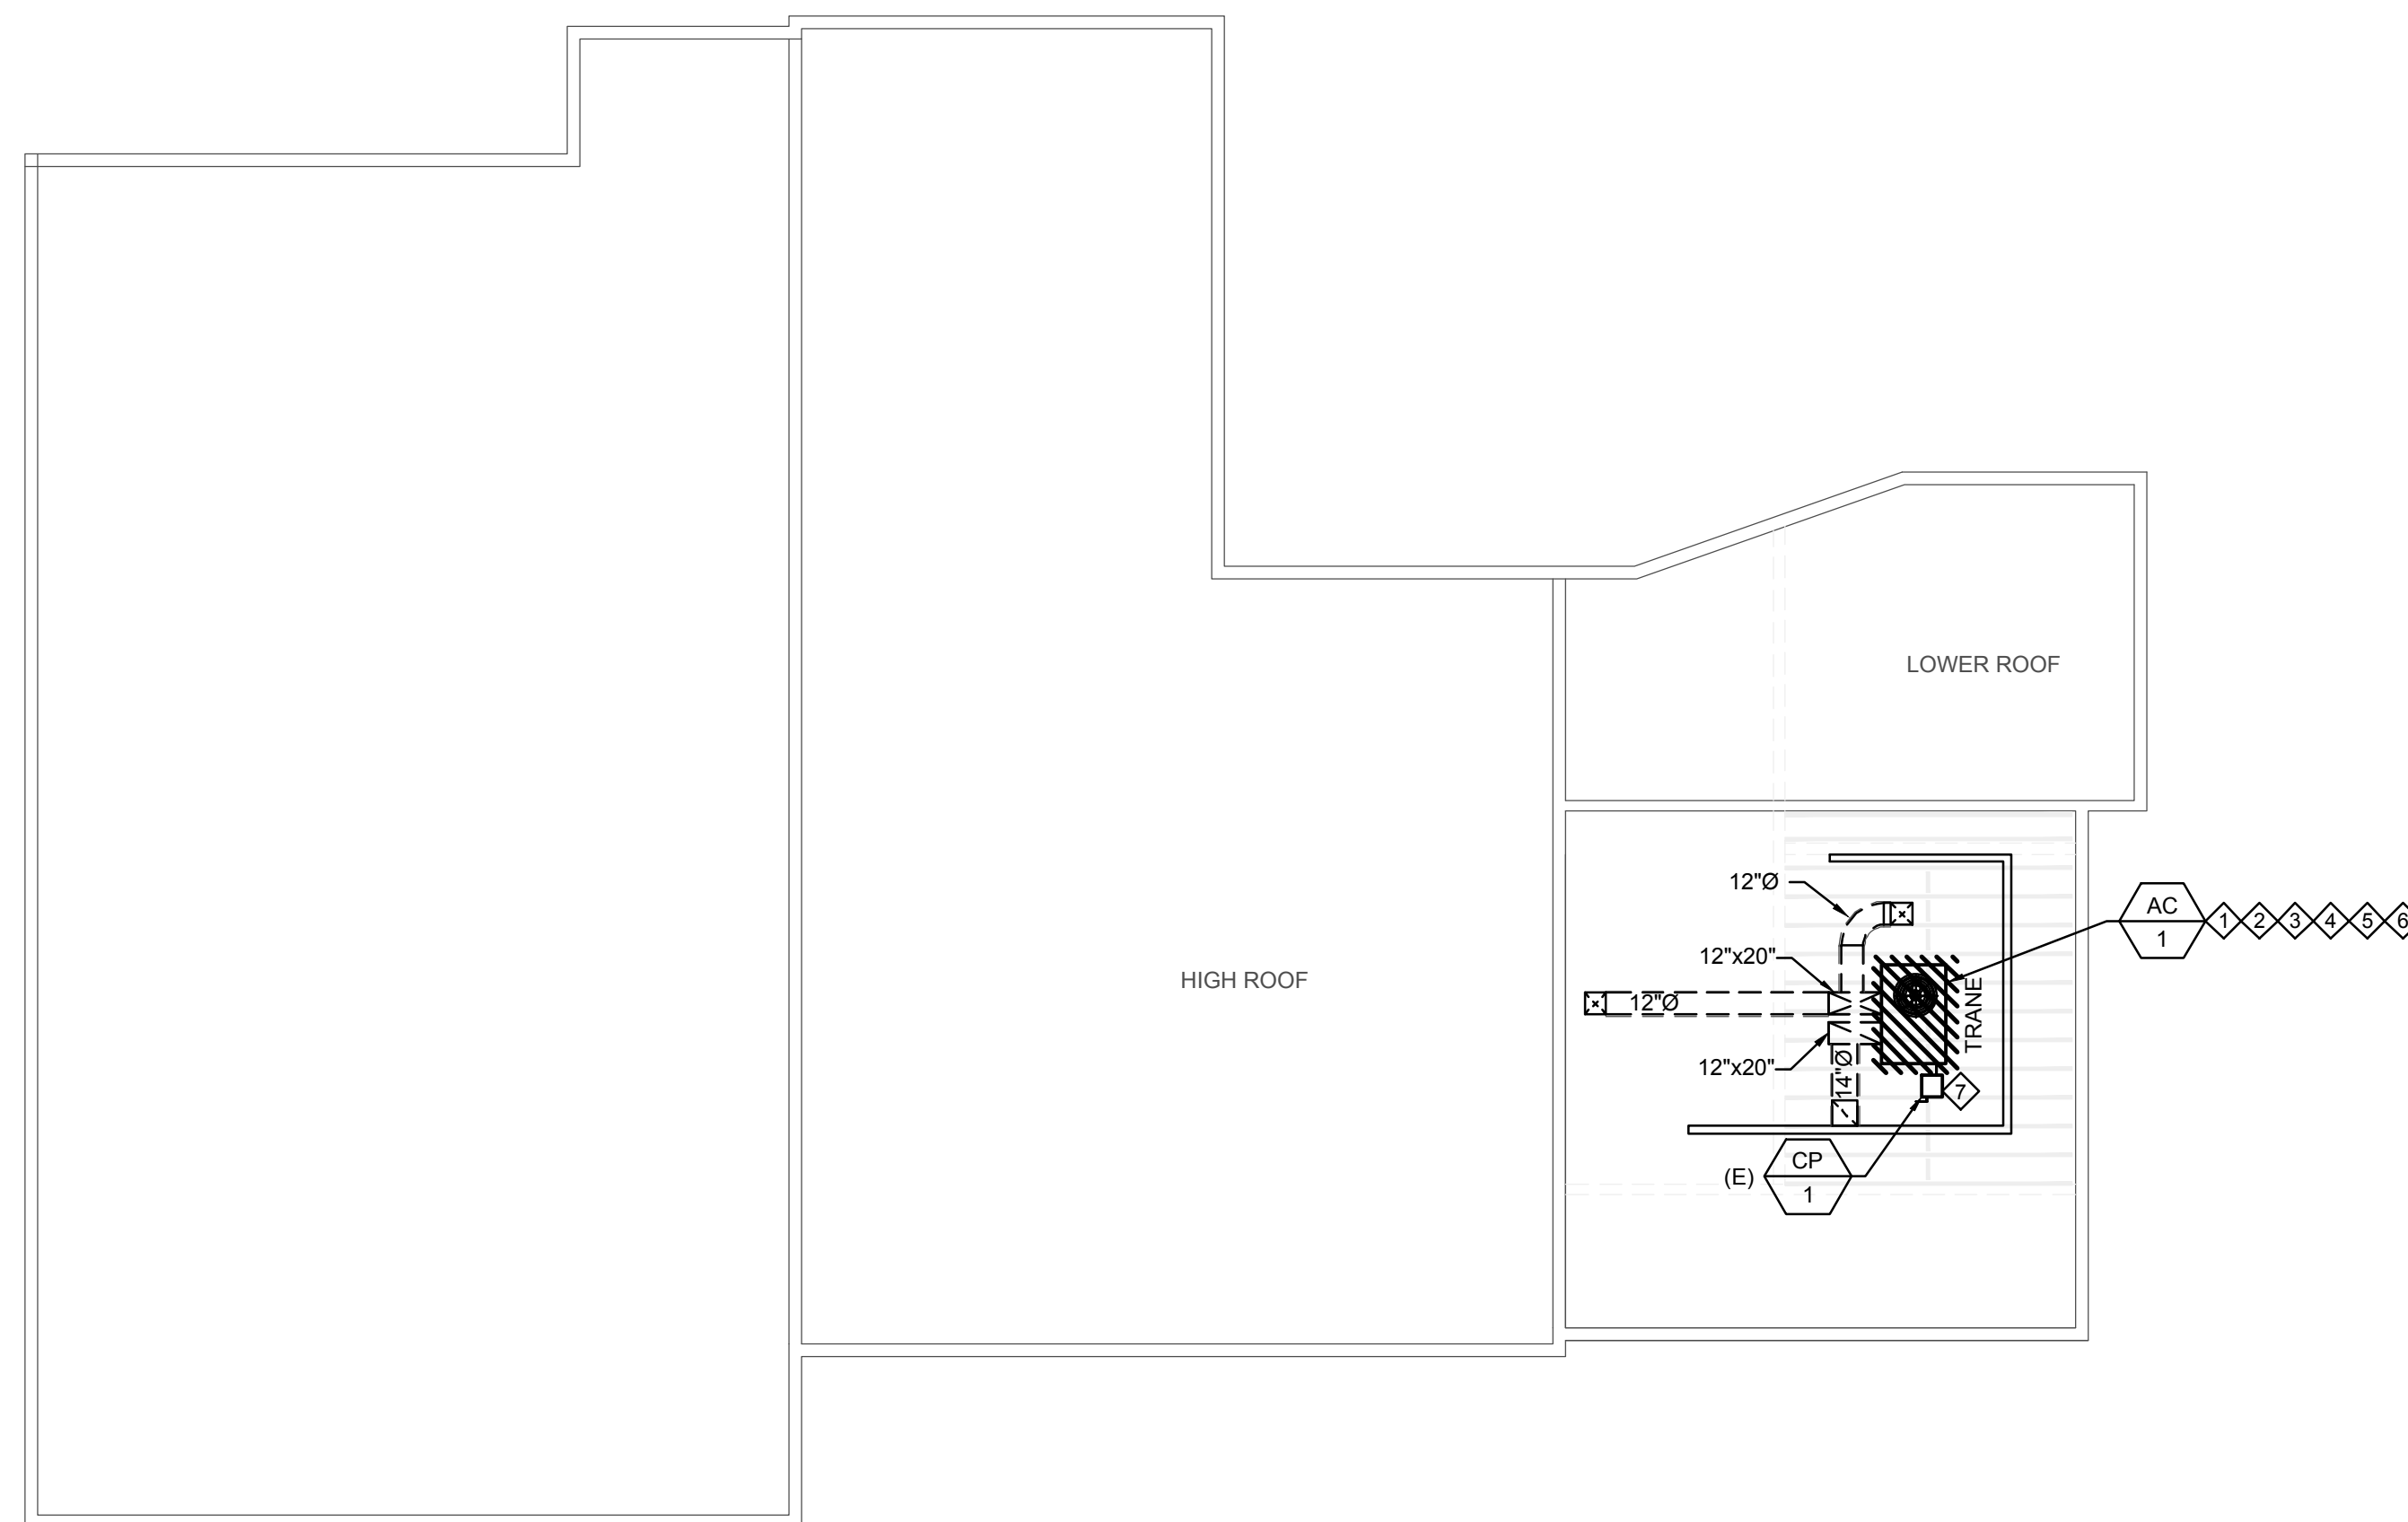 LOWER ROOF
12"Ø
AC
1
1 2 3 4 5 6
12"x20"
HIGH ROOF
12"Ø
TRANE
12"x20"
14"Ø
7
(E)
CP
1